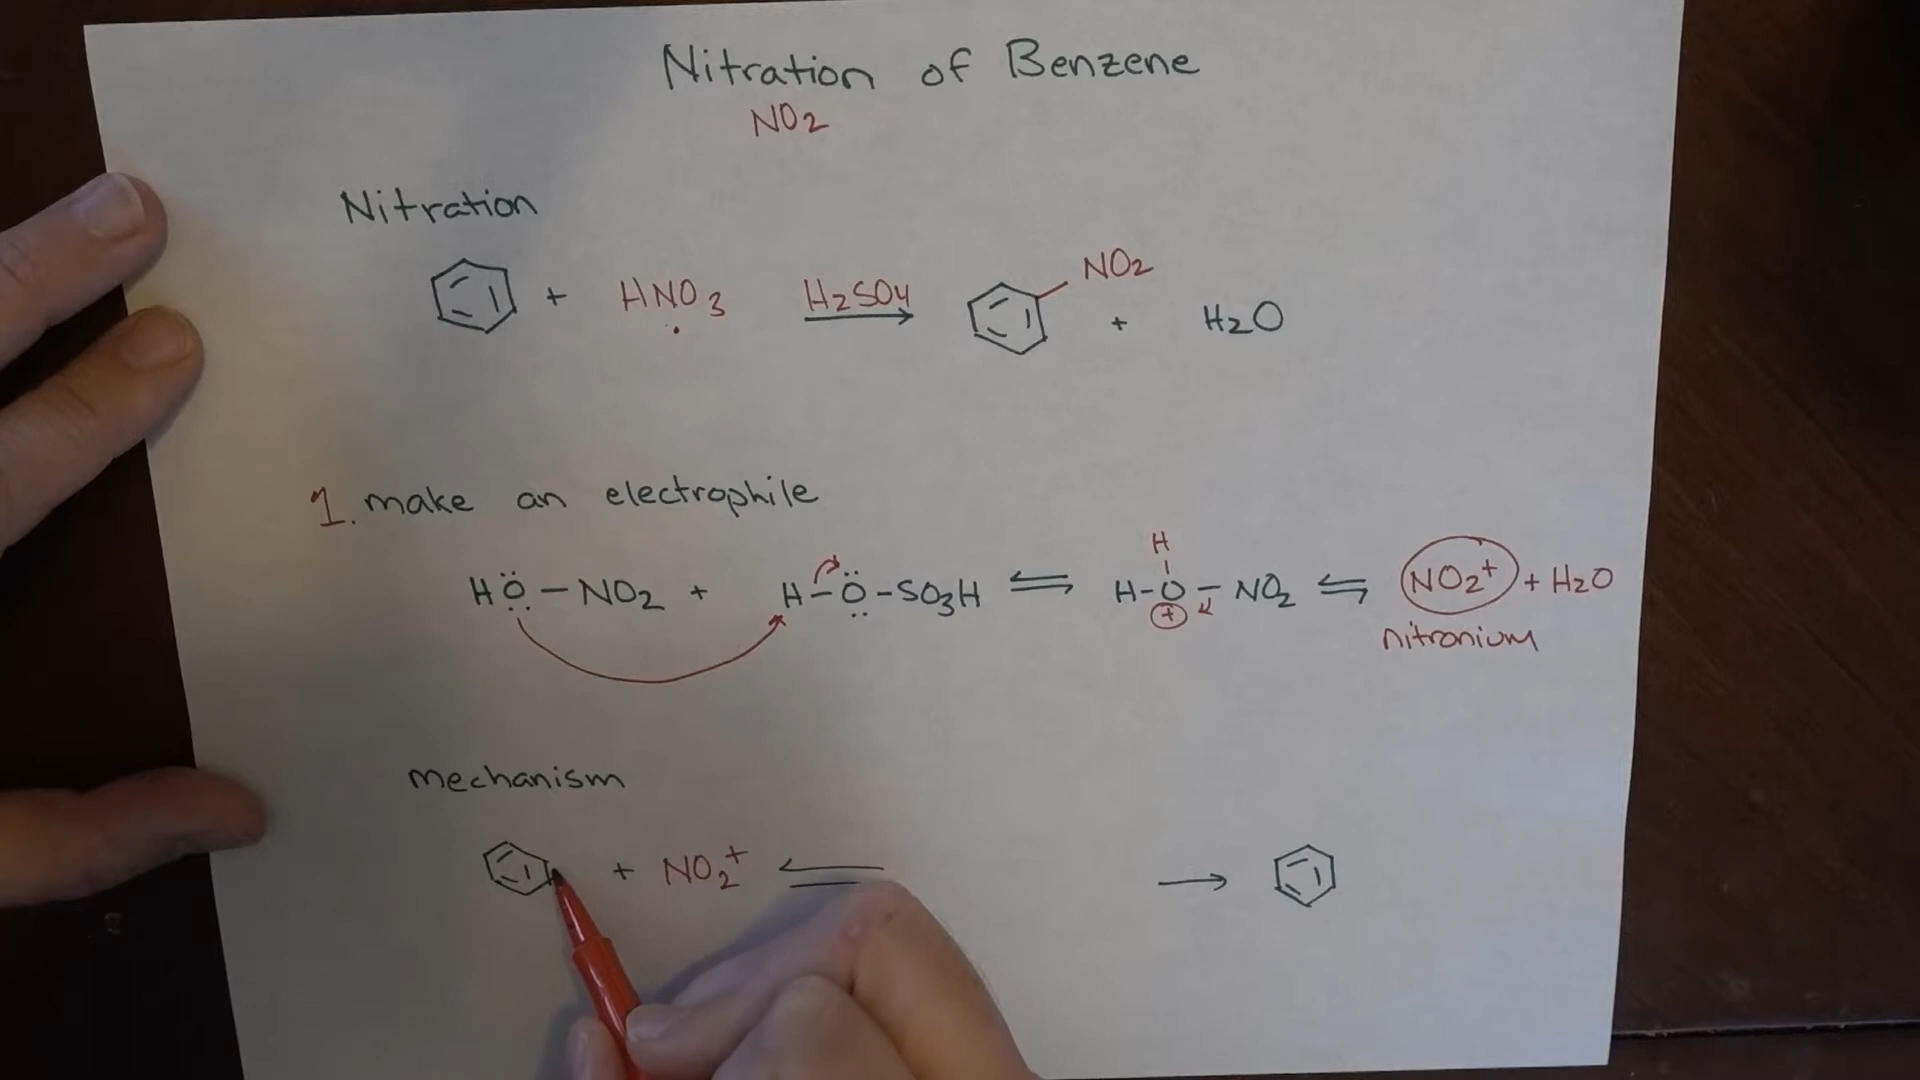 Nitration of Benzene
NO2
Nitration
+ HNO3 H2SO4 → NO2 + H2O
1. make an electrophile
HÖ – NO2 + H – Ö – SO3H ⇌ H – O – NO2 ⇌ NO2+ + H2O
H
+
nitronium
mechanism
+ NO2+ ⇌ →